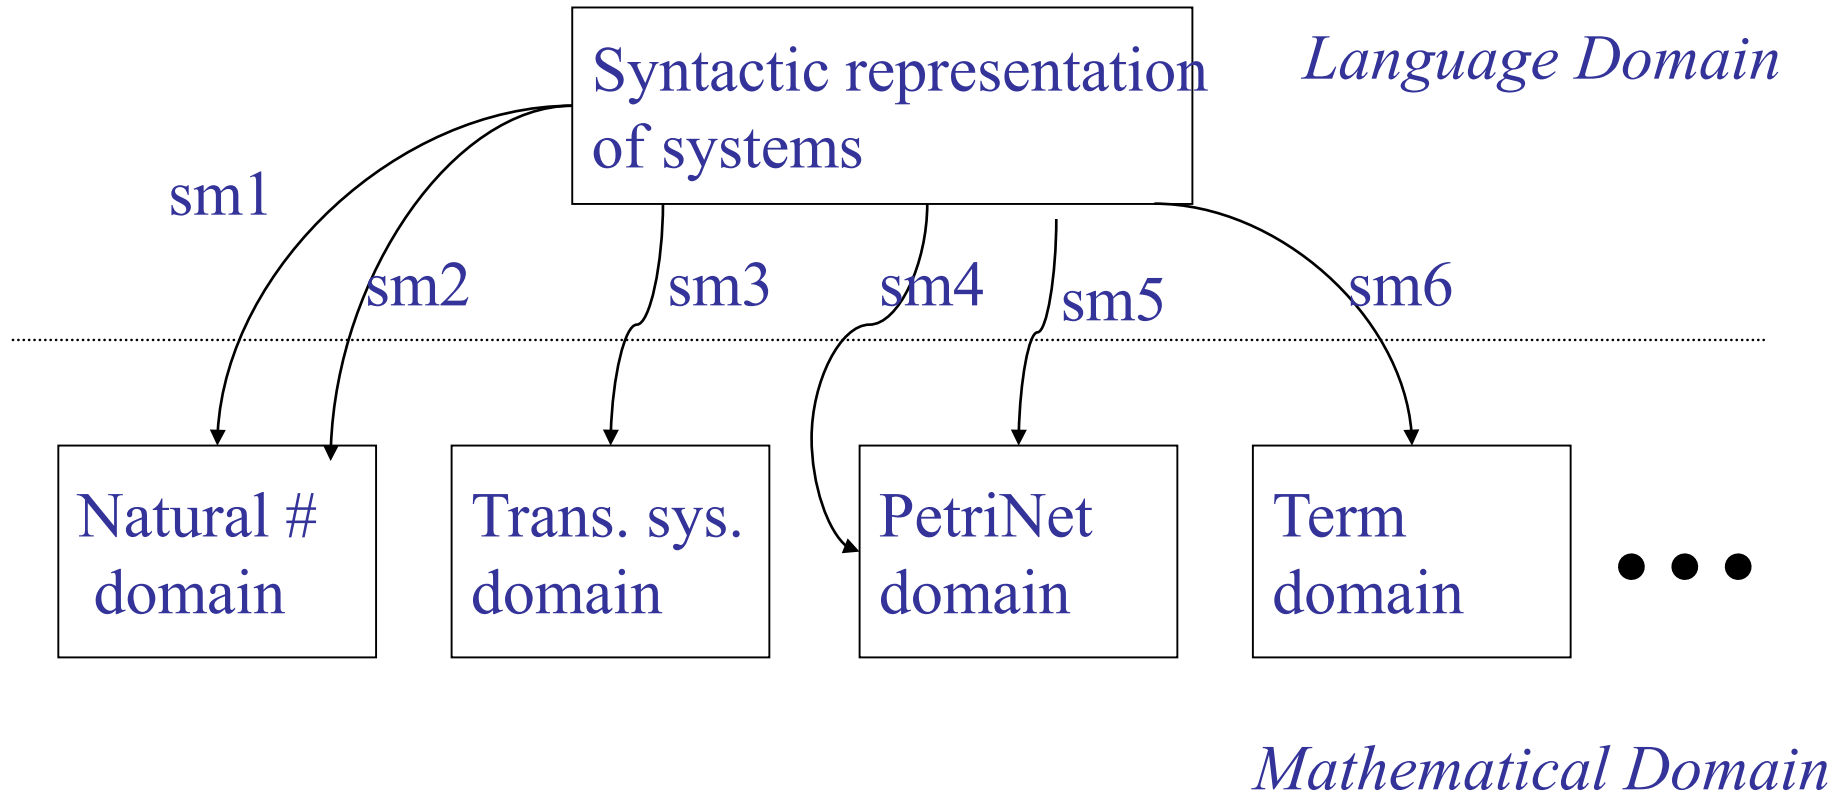 Syntactic representation
of systems
Language Domain
sm1
sm2
sm3
sm4
sm5
sm6
Natural #
domain
Trans. sys.
domain
PetriNet
domain
Term
domain
Mathematical Domain